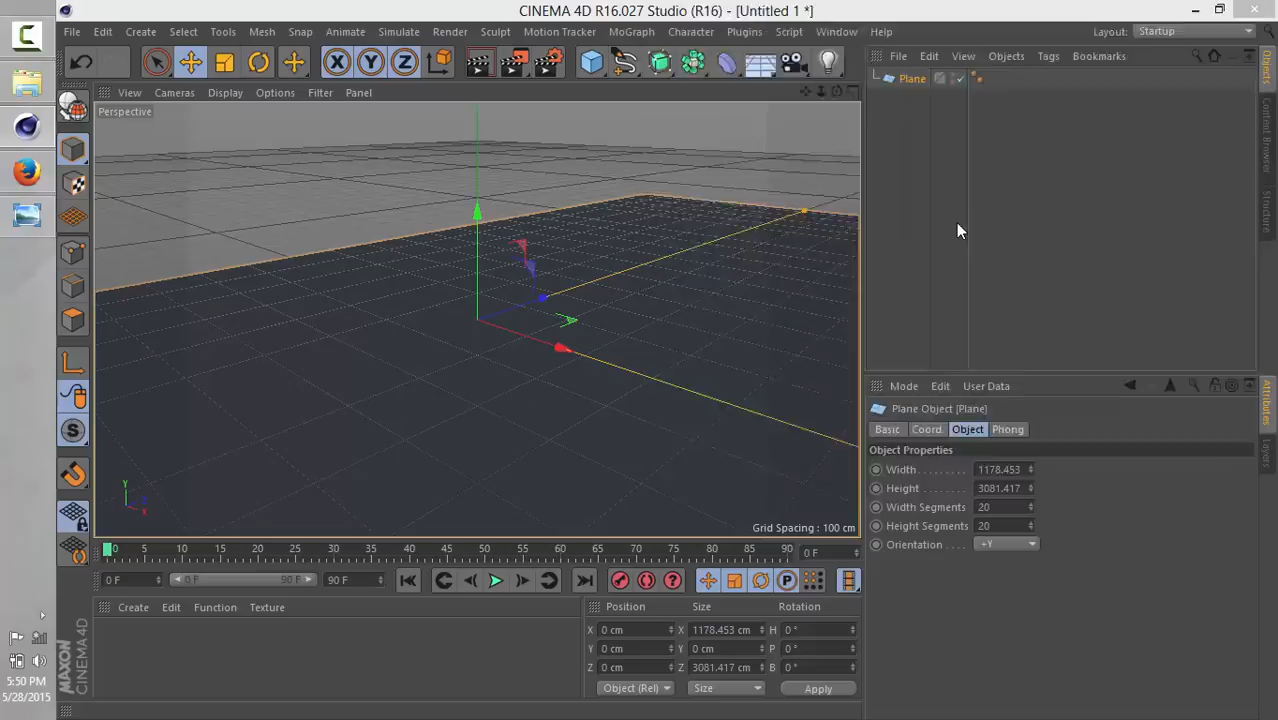 CINEMA 4D R16.027 Studio (R16) - [Untitled 1 *]
File Edit Create Select Tools Mesh Snap Animate Simulate Render Sculpt Motion Tracker MoGraph Character Plugins Script Window Help Layout: Startup
File Edit View Objects Tags Bookmarks
Plane
View Cameras Display Options Filter Panel
Perspective
Y
Z
X
Grid Spacing : 100 cm
Objects
Content Browser
Structure
Mode Edit User Data
Plane Object [Plane]
Basic Coord. Object Phong
Object Properties
Width 1178.453
Height 3081.417
Width Segments 20
Height Segments 20
Orientation +Y
Attributes
Layers
0 5 10 15 20 25 30 35 40 45 50 55 60 65 70 75 80 85 90 0 F
0 F 0 F 90 F 90 F
Create Edit Function Texture
Position Size Rotation
X 0 cm X 1178.453 cm H 0 °
Y 0 cm Y 0 cm P 0 °
Z 0 cm Z 3081.417 cm B 0 °
Object (Rel) Size Apply
MAXON
CINEMA 4D
5:50 PM
5/28/2015